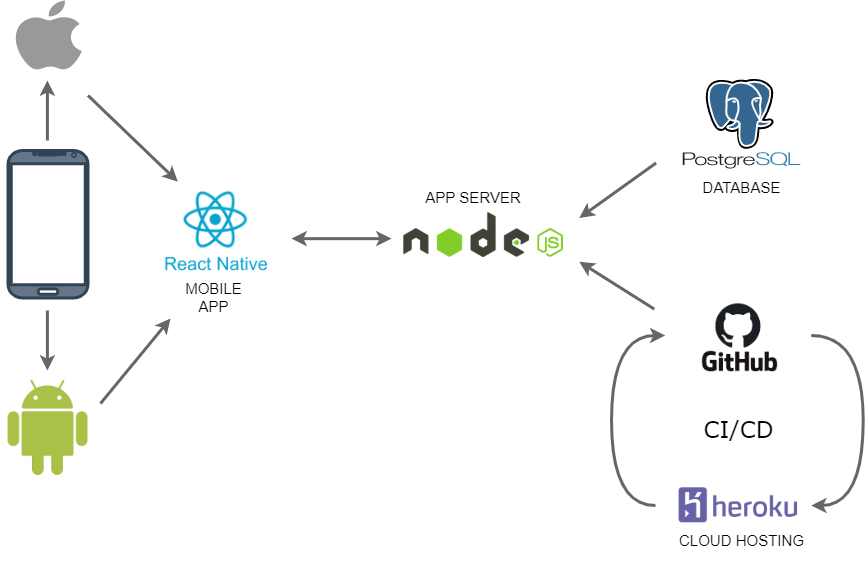 PostgreSQL
DATABASE
APP SERVER
node
JS
React Native
MOBILE
APP
GitHub
CI/CD
heroku
CLOUD HOSTING